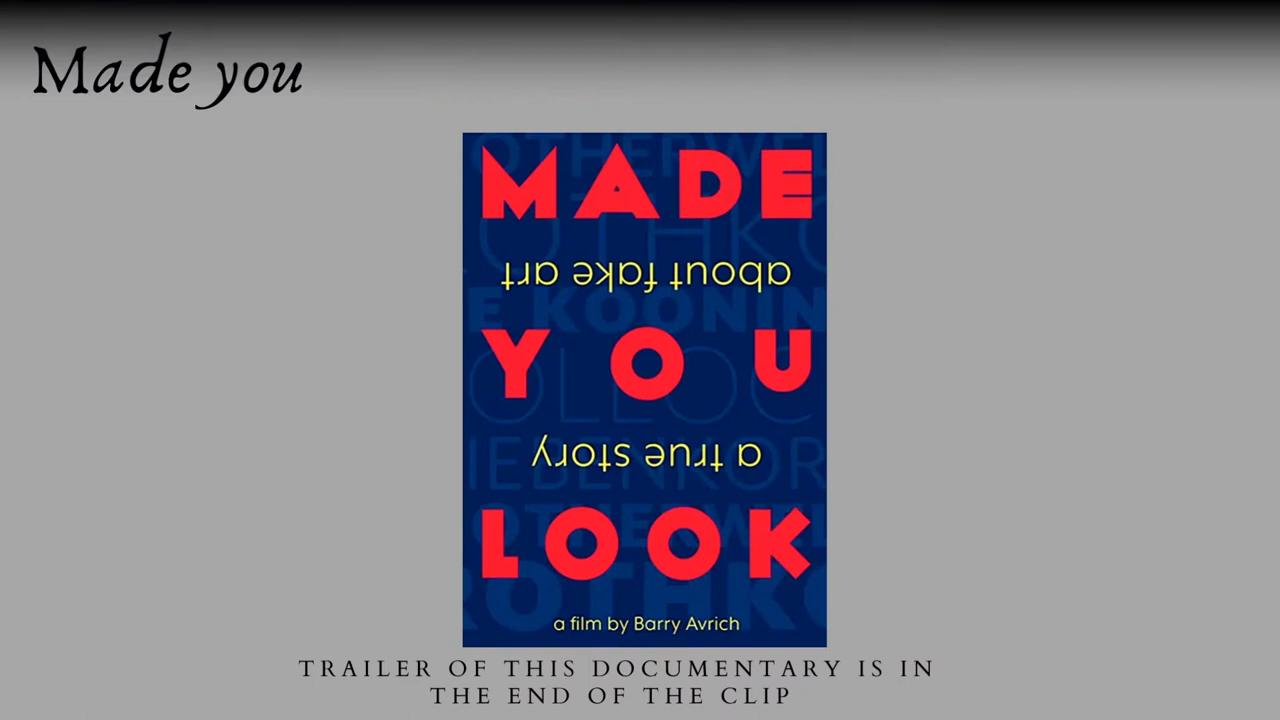 Made you
MADE
about fake art
YOU
a true story
LOOK
a film by Barry Avrich
TRAILER OF THIS DOCUMENTARY IS IN
THE END OF THE CLIP